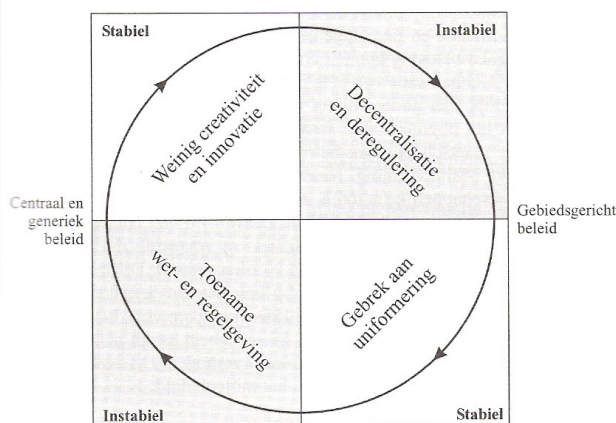 Stabiel
Instabiel
Weinig creativiteit
en innovatie
Decentralisatie
en deregulering
Centraal en
generiek
beleid
Gebiedsgericht
beleid
Toename
wet- en regelgeving
Gebrek aan
uniformering
Instabiel
Stabiel